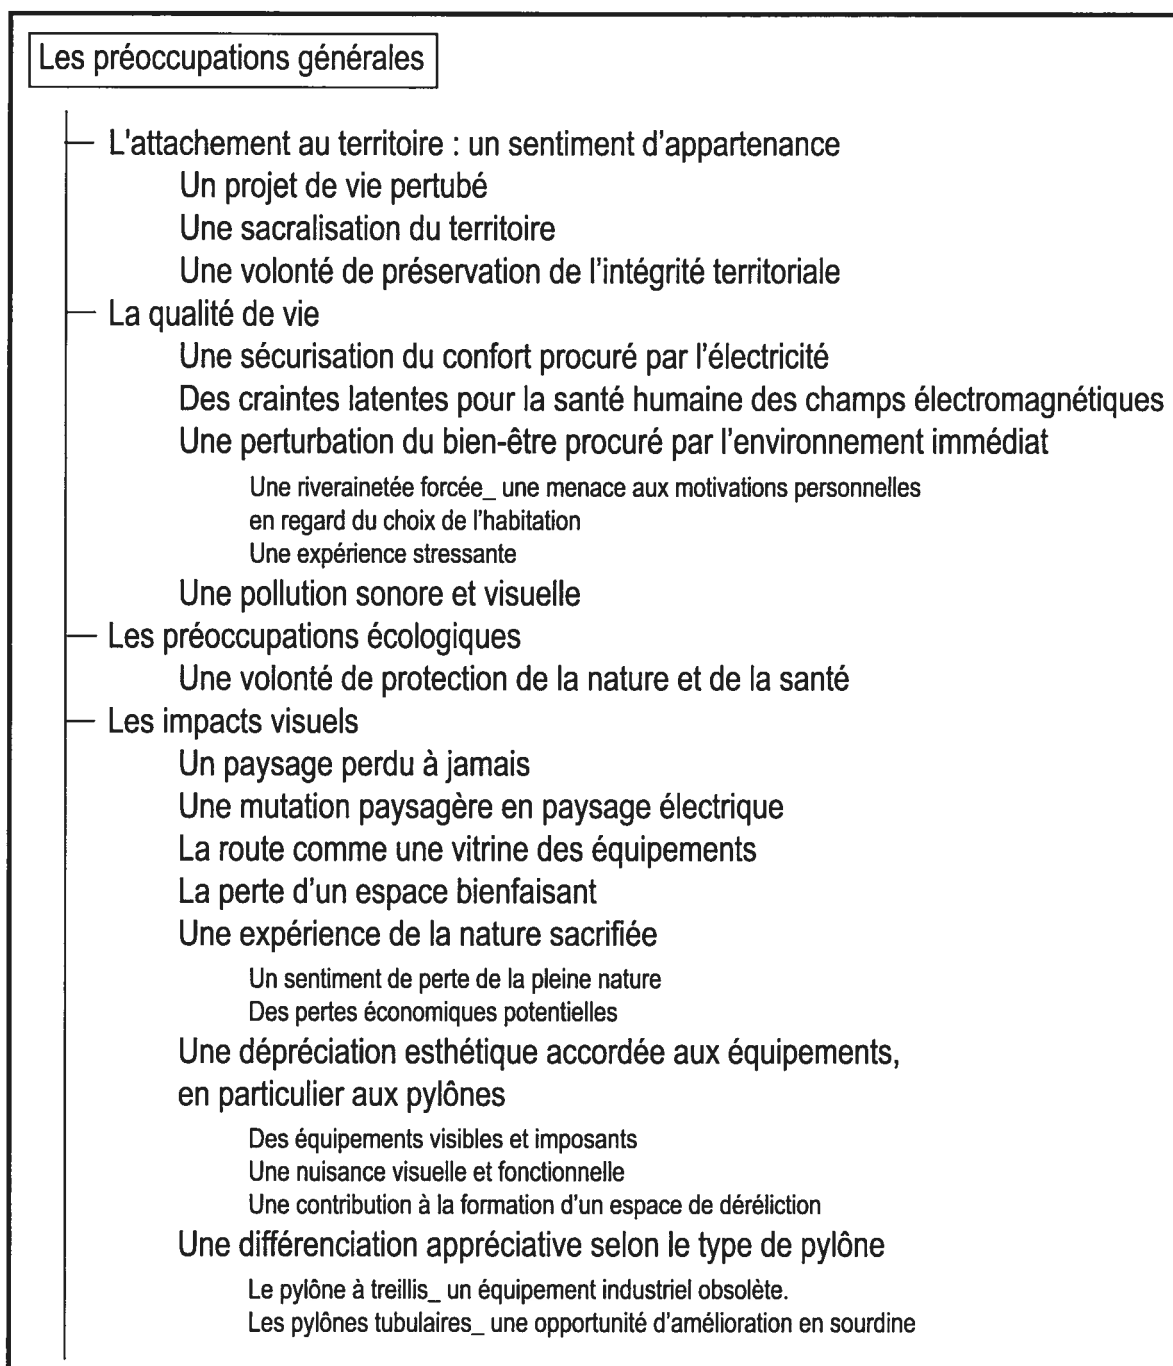 Les préoccupations générales
L'attachement au territoire : un sentiment d'appartenance
Un projet de vie pertubé
Une sacralisation du territoire
Une volonté de préservation de l'intégrité territoriale
La qualité de vie
Une sécurisation du confort procuré par l'électricité
Des craintes latentes pour la santé humaine des champs électromagnétiques
Une perturbation du bien-être procuré par l'environnement immédiat
Une riverainetée forcée_ une menace aux motivations personnelles
en regard du choix de l'habitation
Une expérience stressante
Une pollution sonore et visuelle
Les préoccupations écologiques
Une volonté de protection de la nature et de la santé
Les impacts visuels
Un paysage perdu à jamais
Une mutation paysagère en paysage électrique
La route comme une vitrine des équipements
La perte d'un espace bienfaisant
Une expérience de la nature sacrifiée
Un sentiment de perte de la pleine nature
Des pertes économiques potentielles
Une dépréciation esthétique accordée aux équipements,
en particulier aux pylônes
Des équipements visibles et imposants
Une nuisance visuelle et fonctionnelle
Une contribution à la formation d'un espace de déréliction
Une différenciation appréciative selon le type de pylône
Le pylône à treillis_ un équipement industriel obsolète.
Les pylônes tubulaires_ une opportunité d'amélioration en sourdine